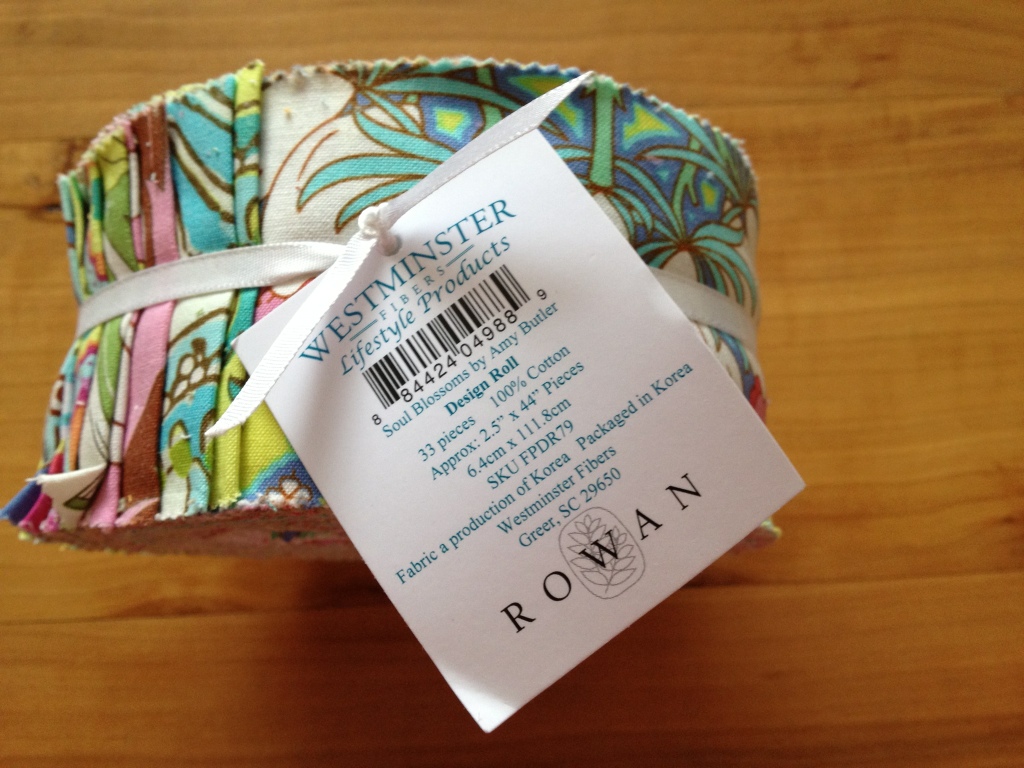 WESTMINSTER
FIBERS
Lifestyle Products
8 84424 04988 9
Soul Blossoms by Amy Butler
Design Roll
33 pieces 100% Cotton
Approx: 2.5" x 44" Pieces
6.4cm x 111.8cm
SKU FPDR79
Fabric a production of Korea Packaged in Korea
Westminster Fibers
Greer, SC 29650
ROWAN